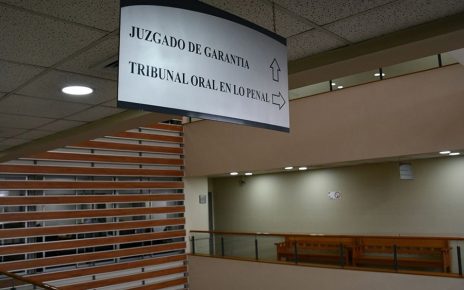 JUZGADO DE GARANTIA
TRIBUNAL ORAL EN LO PENAL